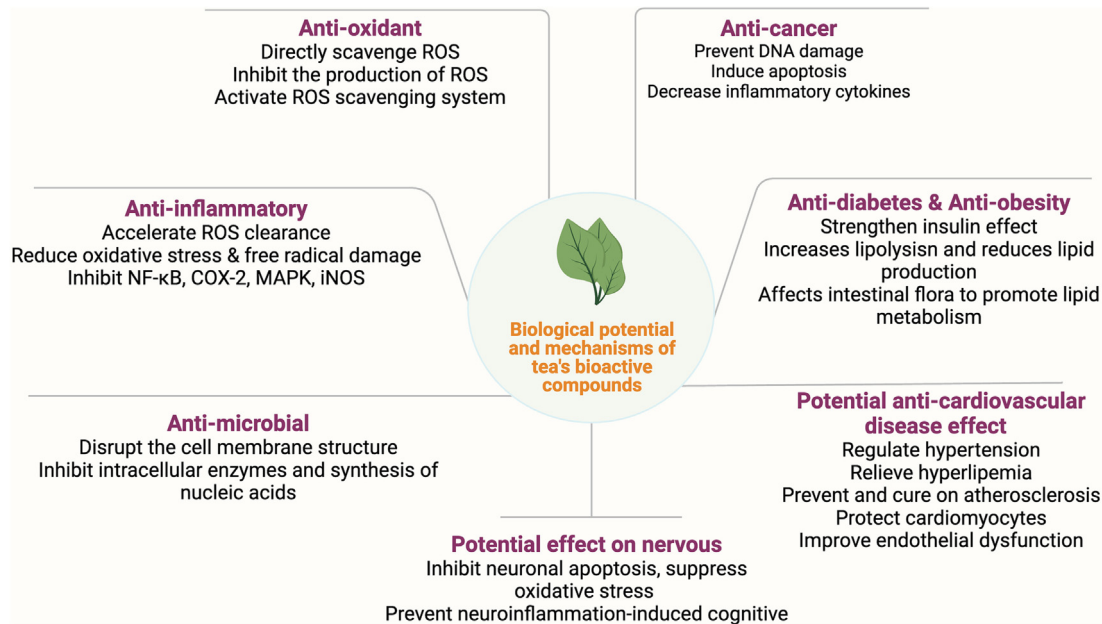 Anti-oxidant
Directly scavenge ROS
Inhibit the production of ROS
Activate ROS scavenging system
Anti-cancer
Prevent DNA damage
Induce apoptosis
Decrease inflammatory cytokines
Anti-inflammatory
Accelerate ROS clearance
Reduce oxidative stress & free radical damage
Inhibit NF-κB, COX-2, MAPK, iNOS
Anti-diabetes & Anti-obesity
Strengthen insulin effect
Increases lipolysisn and reduces lipid
production
Affects intestinal flora to promote lipid
metabolism
Biological potential
and mechanisms of
tea's bioactive
compounds
Anti-microbial
Disrupt the cell membrane structure
Inhibit intracellular enzymes and synthesis of
nucleic acids
Potential anti-cardiovascular
disease effect
Regulate hypertension
Relieve hyperlipemia
Prevent and cure on atherosclerosis
Protect cardiomyocytes
Improve endothelial dysfunction
Potential effect on nervous
Inhibit neuronal apoptosis, suppress
oxidative stress
Prevent neuroinflammation-induced cognitive